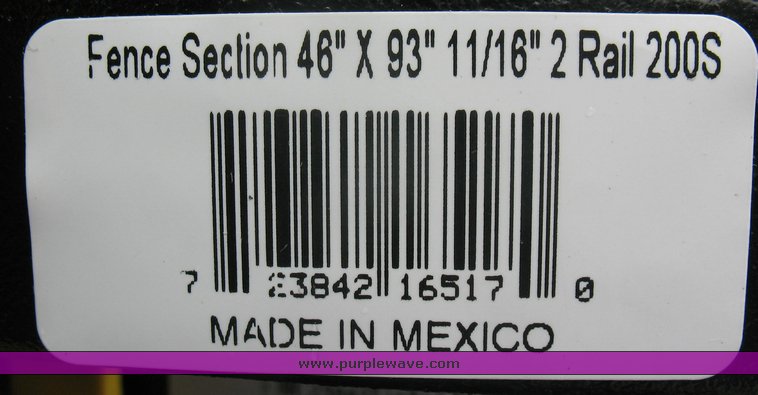 Fence Section 46" X 93" 11/16" 2 Rail 200S
7 23842 16517 0
MADE IN MEXICO
www.purplewave.com